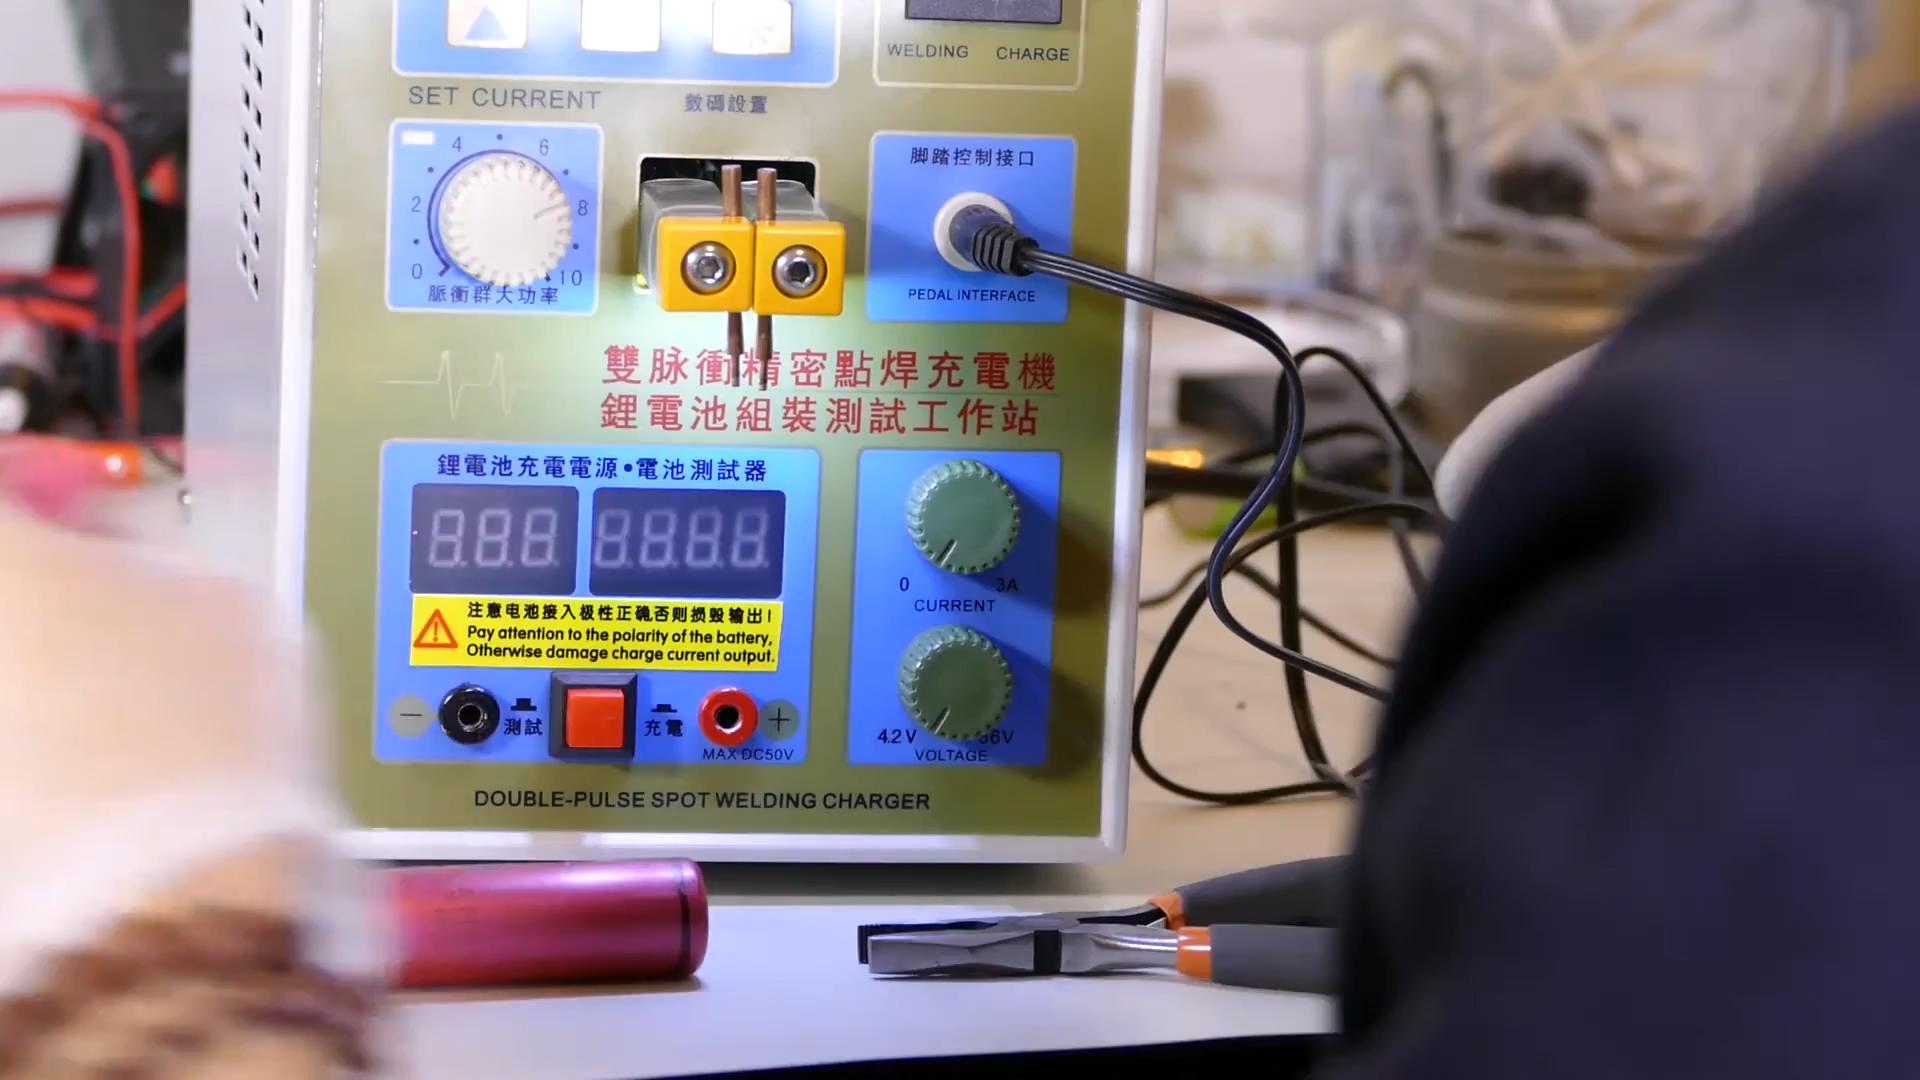 WELDING CHARGE
SET CURRENT 數碼設置
4 6
2 8
0 10
脈衝群大功率
脚踏控制接口
PEDAL INTERFACE
雙脉衝精密點焊充電機
鋰電池組裝測試工作站
鋰電池充電電源•電池測試器
注意电池接入极性正确否则损毁输出!
Pay attention to the polarity of the battery,
Otherwise damage charge current output.
0 3A
CURRENT
4.2V 36V
VOLTAGE
− 測試 充電 +
MAX DC50V
DOUBLE-PULSE SPOT WELDING CHARGER